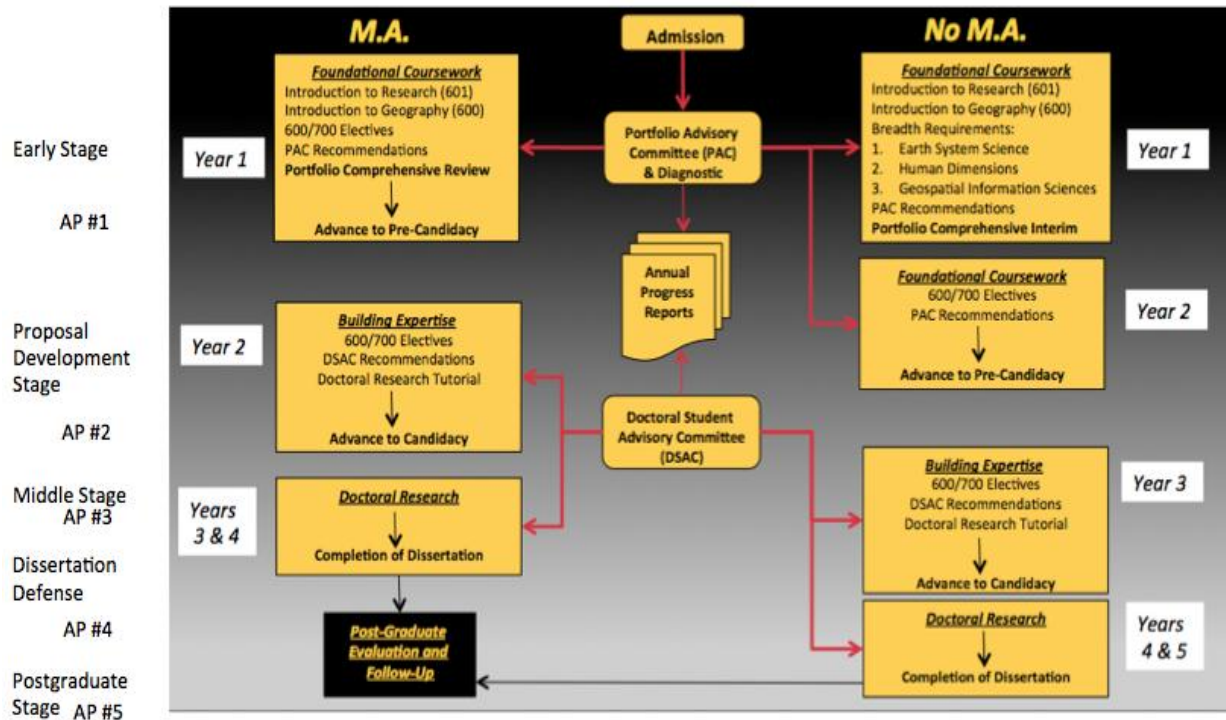 M.A.
Admission
No M.A.
Early Stage
AP #1
Proposal
Development
Stage
AP #2
Middle Stage
AP #3
Dissertation
Defense
AP #4
Postgraduate
Stage AP #5
Year 1
Foundational Coursework
Introduction to Research (601)
Introduction to Geography (600)
600/700 Electives
PAC Recommendations
Portfolio Comprehensive Review
Advance to Pre-Candidacy
Year 2
Building Expertise
600/700 Electives
DSAC Recommendations
Doctoral Research Tutorial
Advance to Candidacy
Years
3 & 4
Doctoral Research
Completion of Dissertation
Post-Graduate
Evaluation and
Follow-Up
Portfolio Advisory
Committee (PAC)
& Diagnostic
Annual
Progress
Reports
Doctoral Student
Advisory Committee
(DSAC)
Foundational Coursework
Introduction to Research (601)
Introduction to Geography (600)
Breadth Requirements:
1. Earth System Science
2. Human Dimensions
3. Geospatial Information Sciences
PAC Recommendations
Portfolio Comprehensive Interim
Year 1
Foundational Coursework
600/700 Electives
PAC Recommendations
Advance to Pre-Candidacy
Year 2
Building Expertise
600/700 Electives
DSAC Recommendations
Doctoral Research Tutorial
Advance to Candidacy
Year 3
Doctoral Research
Completion of Dissertation
Years
4 & 5